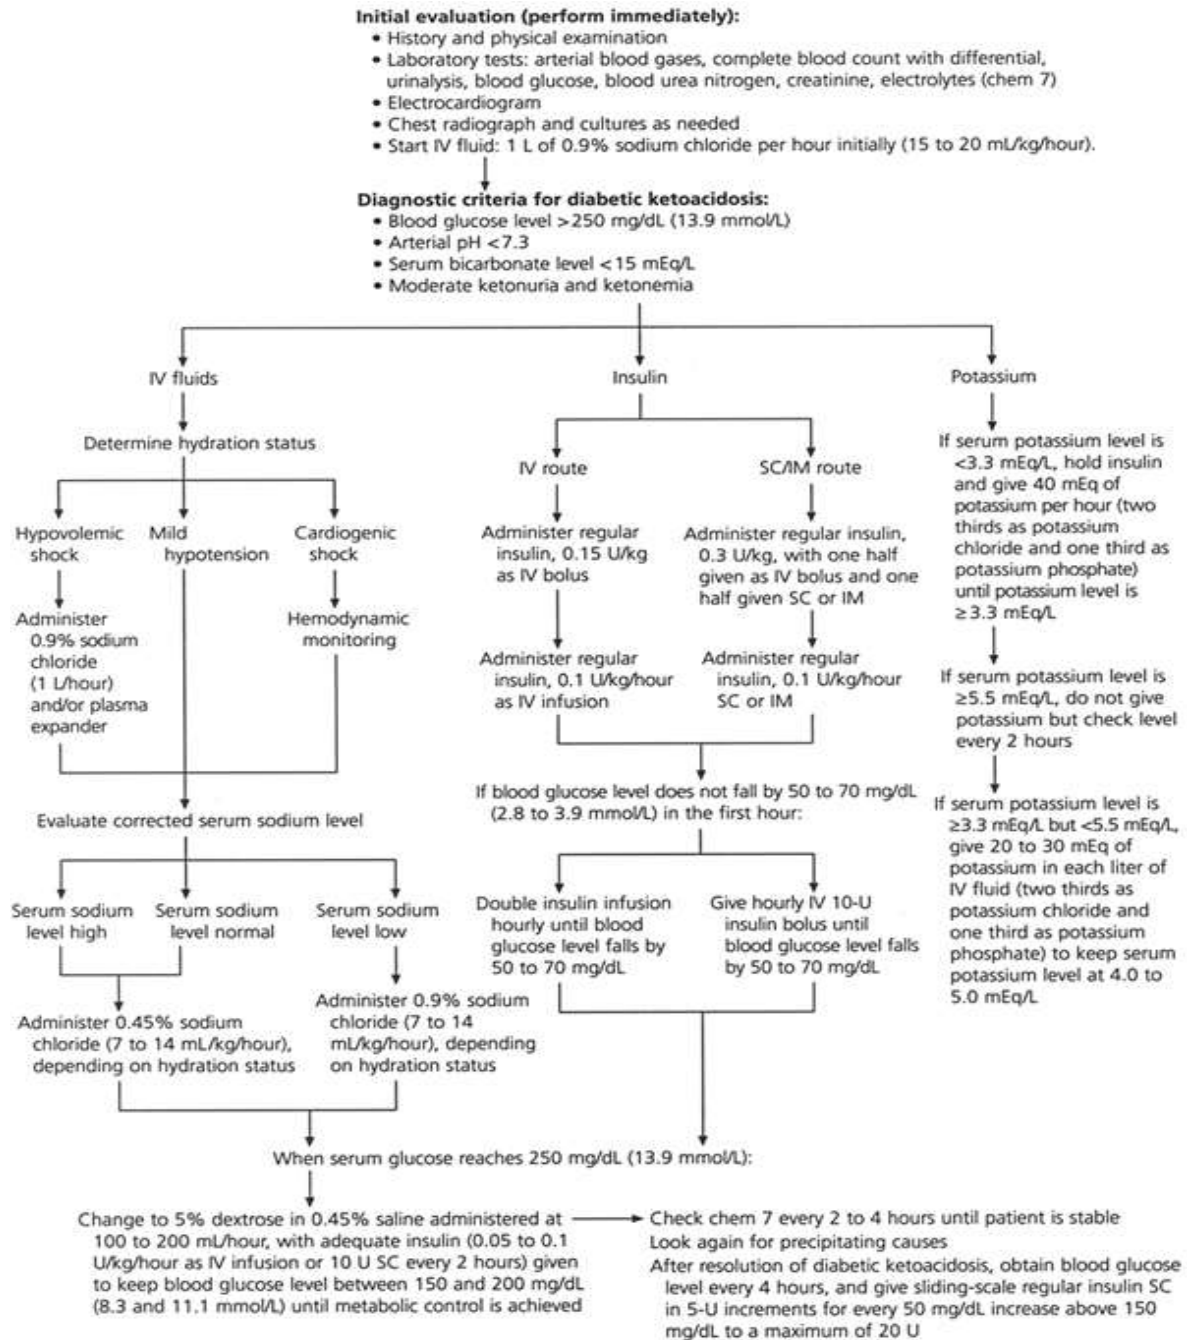 Initial evaluation (perform immediately):
• History and physical examination
• Laboratory tests: arterial blood gases, complete blood count with differential,
urinalysis, blood glucose, blood urea nitrogen, creatinine, electrolytes (chem 7)
• Electrocardiogram
• Chest radiograph and cultures as needed
• Start IV fluid: 1 L of 0.9% sodium chloride per hour initially (15 to 20 mL/kg/hour).
Diagnostic criteria for diabetic ketoacidosis:
• Blood glucose level >250 mg/dL (13.9 mmol/L)
• Arterial pH <7.3
• Serum bicarbonate level <15 mEq/L
• Moderate ketonuria and ketonemia
IV fluids
Determine hydration status
Hypovolemic
shock
Mild
hypotension
Cardiogenic
shock
Administer
0.9% sodium
chloride
(1 L/hour)
and/or plasma
expander
Hemodynamic
monitoring
Evaluate corrected serum sodium level
Serum sodium
level high
Serum sodium
level normal
Serum sodium
level low
Administer 0.45% sodium
chloride (7 to 14 mL/kg/hour),
depending on hydration status
Administer 0.9% sodium
chloride (7 to 14
mL/kg/hour), depending
on hydration status
Insulin
IV route
SC/IM route
Administer regular
insulin, 0.15 U/kg
as IV bolus
Administer regular insulin,
0.3 U/kg, with one half
given as IV bolus and one
half given SC or IM
Administer regular
insulin, 0.1 U/kg/hour
as IV infusion
Administer regular
insulin, 0.1 U/kg/hour
SC or IM
If blood glucose level does not fall by 50 to 70 mg/dL
(2.8 to 3.9 mmol/L) in the first hour:
Double insulin infusion
hourly until blood
glucose level falls by
50 to 70 mg/dL
Give hourly IV 10-U
insulin bolus until
blood glucose level falls
by 50 to 70 mg/dL
Potassium
If serum potassium level is
<3.3 mEq/L, hold insulin
and give 40 mEq of
potassium per hour (two
thirds as potassium
chloride and one third as
potassium phosphate)
until potassium level is
≥3.3 mEq/L
If serum potassium level is
≥5.5 mEq/L, do not give
potassium but check level
every 2 hours
If serum potassium level is
≥3.3 mEq/L but <5.5 mEq/L,
give 20 to 30 mEq of
potassium in each liter of
IV fluid (two thirds as
potassium chloride and
one third as potassium
phosphate) to keep serum
potassium level at 4.0 to
5.0 mEq/L
When serum glucose reaches 250 mg/dL (13.9 mmol/L):
Change to 5% dextrose in 0.45% saline administered at
100 to 200 mL/hour, with adequate insulin (0.05 to 0.1
U/kg/hour as IV infusion or 10 U SC every 2 hours) given
to keep blood glucose level between 150 and 200 mg/dL
(8.3 and 11.1 mmol/L) until metabolic control is achieved
Check chem 7 every 2 to 4 hours until patient is stable
Look again for precipitating causes
After resolution of diabetic ketoacidosis, obtain blood glucose
level every 4 hours, and give sliding-scale regular insulin SC
in 5-U increments for every 50 mg/dL increase above 150
mg/dL to a maximum of 20 U